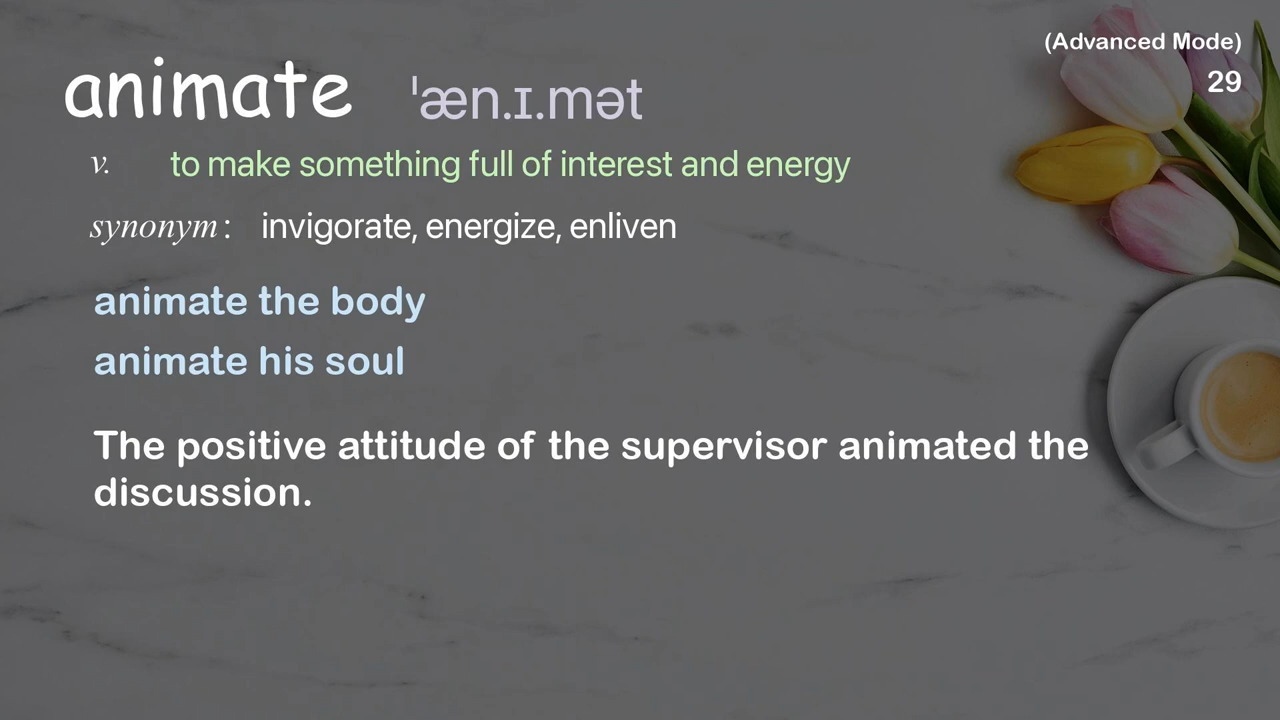 (Advanced Mode)
29
animate ˈæn.ɪ.mət
v. to make something full of interest and energy
synonym: invigorate, energize, enliven
animate the body
animate his soul
The positive attitude of the supervisor animated the
discussion.